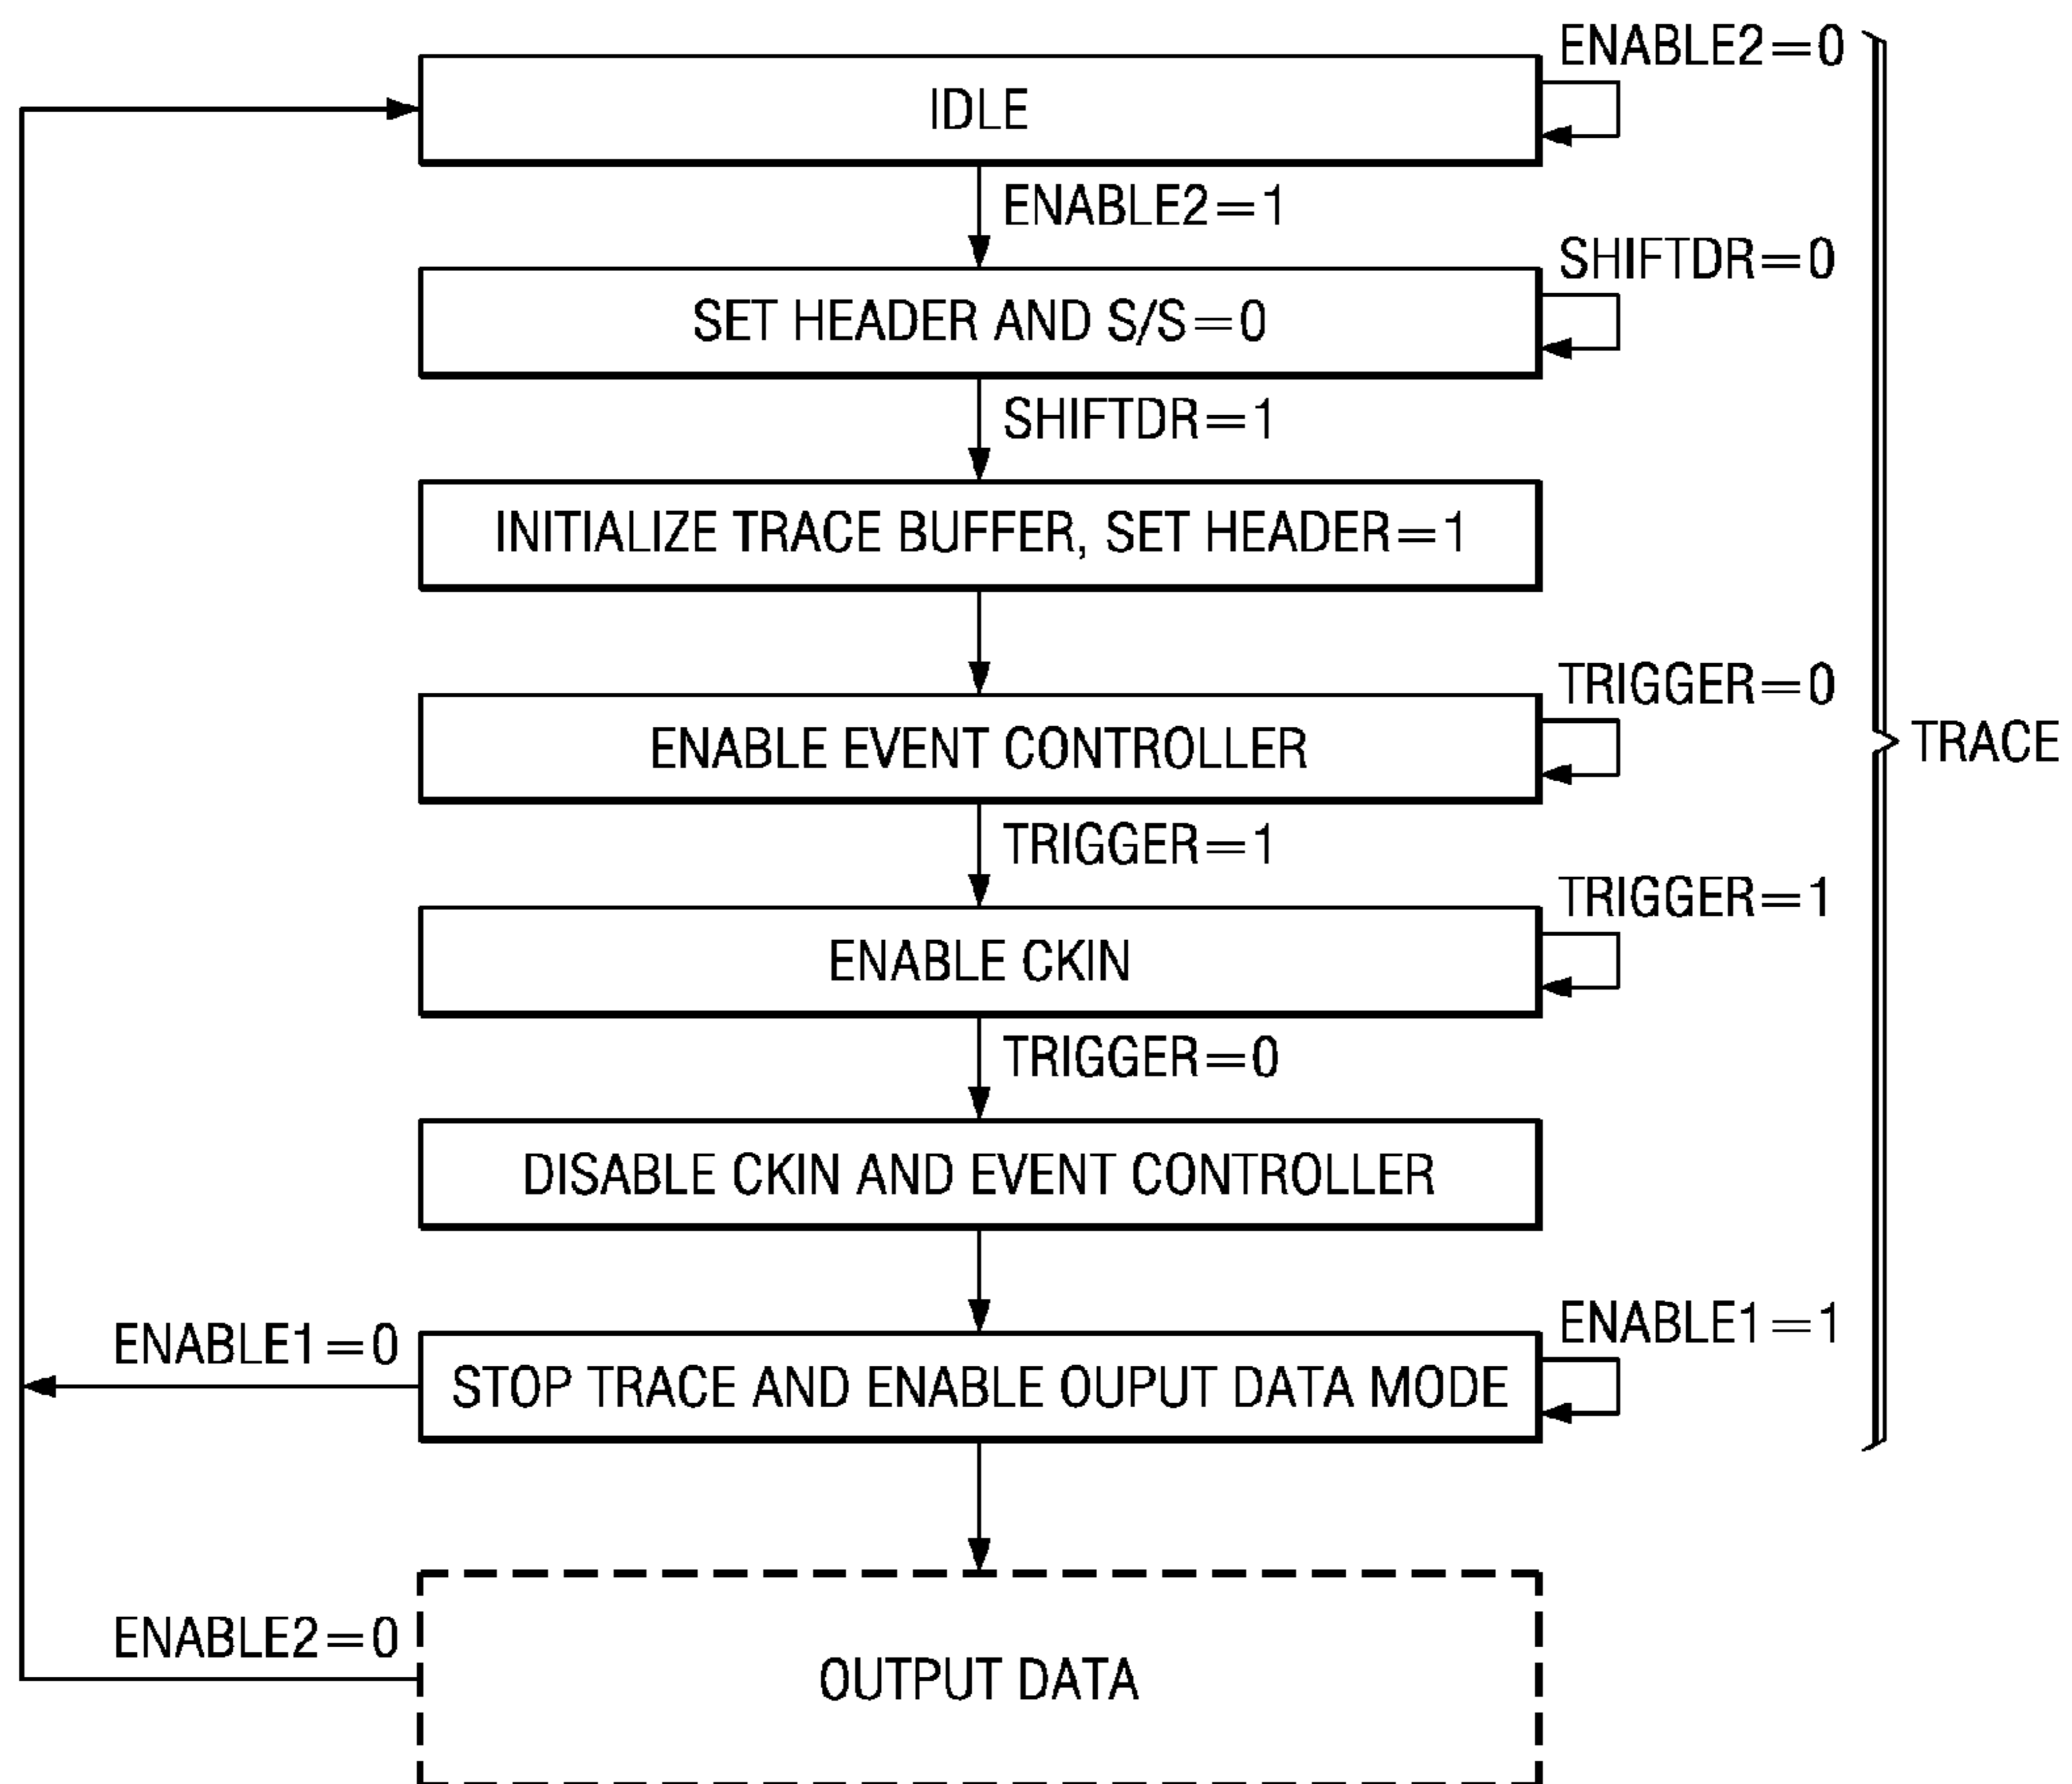 ENABLE2=0
IDLE
ENABLE2=1
SHIFTDR=0
SET HEADER AND S/S=0
SHIFTDR=1
INITIALIZE TRACE BUFFER, SET HEADER=1
TRIGGER=0
ENABLE EVENT CONTROLLER
TRACE
TRIGGER=1
TRIGGER=1
ENABLE CKIN
TRIGGER=0
DISABLE CKIN AND EVENT CONTROLLER
ENABLE1=0
ENABLE1=1
STOP TRACE AND ENABLE OUPUT DATA MODE
ENABLE2=0
OUTPUT DATA